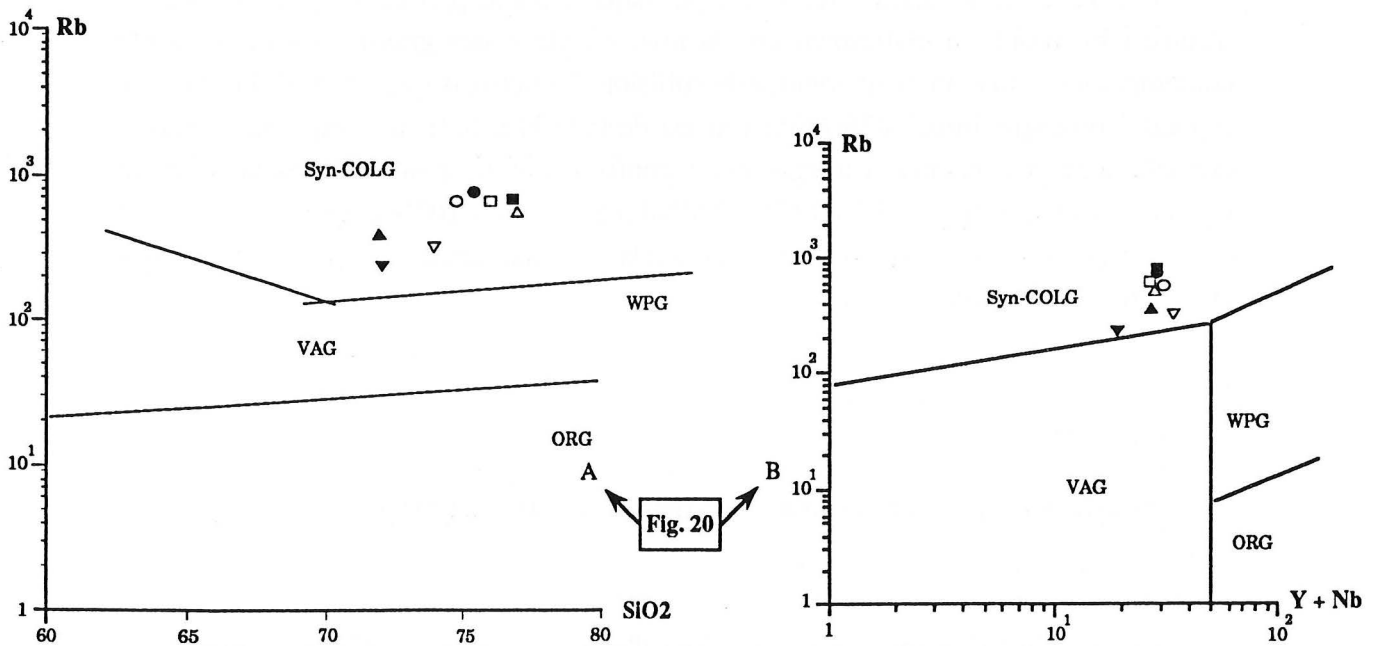 10^4 Rb
10^3
10^2
10^1
1
Syn-COLG
VAG
WPG
ORG
60 65 70 75 80
SiO2
A
Fig. 20
B
10^4 Rb
10^3
10^2
10^1
1
Syn-COLG
WPG
VAG
ORG
1 10^1 10^2
Y + Nb